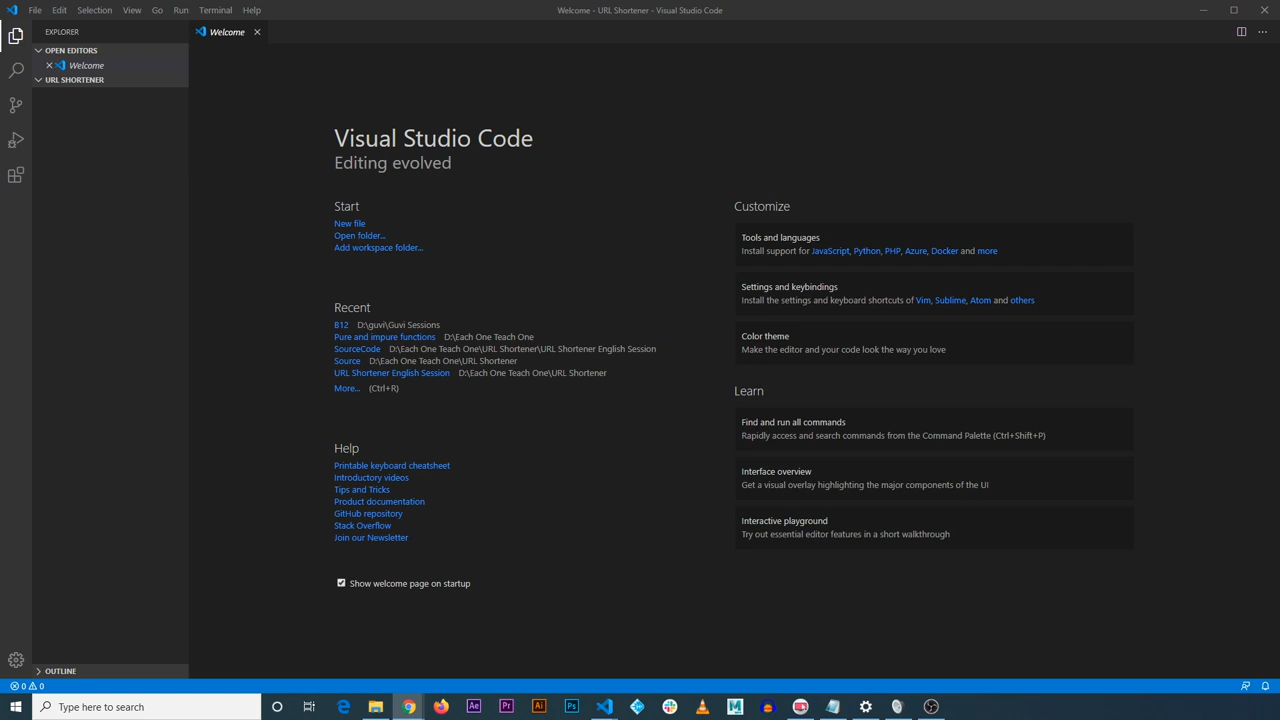 File Edit Selection View Go Run Terminal Help
Welcome - URL Shortener - Visual Studio Code
EXPLORER
OPEN EDITORS
Welcome
URL SHORTENER
OUTLINE
Welcome
Visual Studio Code
Editing evolved
Start
New file
Open folder...
Add workspace folder...
Recent
B12 D:\guvi\Guvi Sessions
Pure and impure functions D:\Each One Teach One
SourceCode D:\Each One Teach One\URL Shortener\URL Shortener English Session
Source D:\Each One Teach One\URL Shortener
URL Shortener English Session D:\Each One Teach One\URL Shortener
More... (Ctrl+R)
Help
Printable keyboard cheatsheet
Introductory videos
Tips and Tricks
Product documentation
GitHub repository
Stack Overflow
Join our Newsletter
Show welcome page on startup
Customize
Tools and languages
Install support for JavaScript, Python, PHP, Azure, Docker and more
Settings and keybindings
Install the settings and keyboard shortcuts of Vim, Sublime, Atom and others
Color theme
Make the editor and your code look the way you love
Learn
Find and run all commands
Rapidly access and search commands from the Command Palette (Ctrl+Shift+P)
Interface overview
Get a visual overlay highlighting the major components of the UI
Interactive playground
Try out essential editor features in a short walkthrough
0 0
Type here to search
Ae Pr Ai Ps M